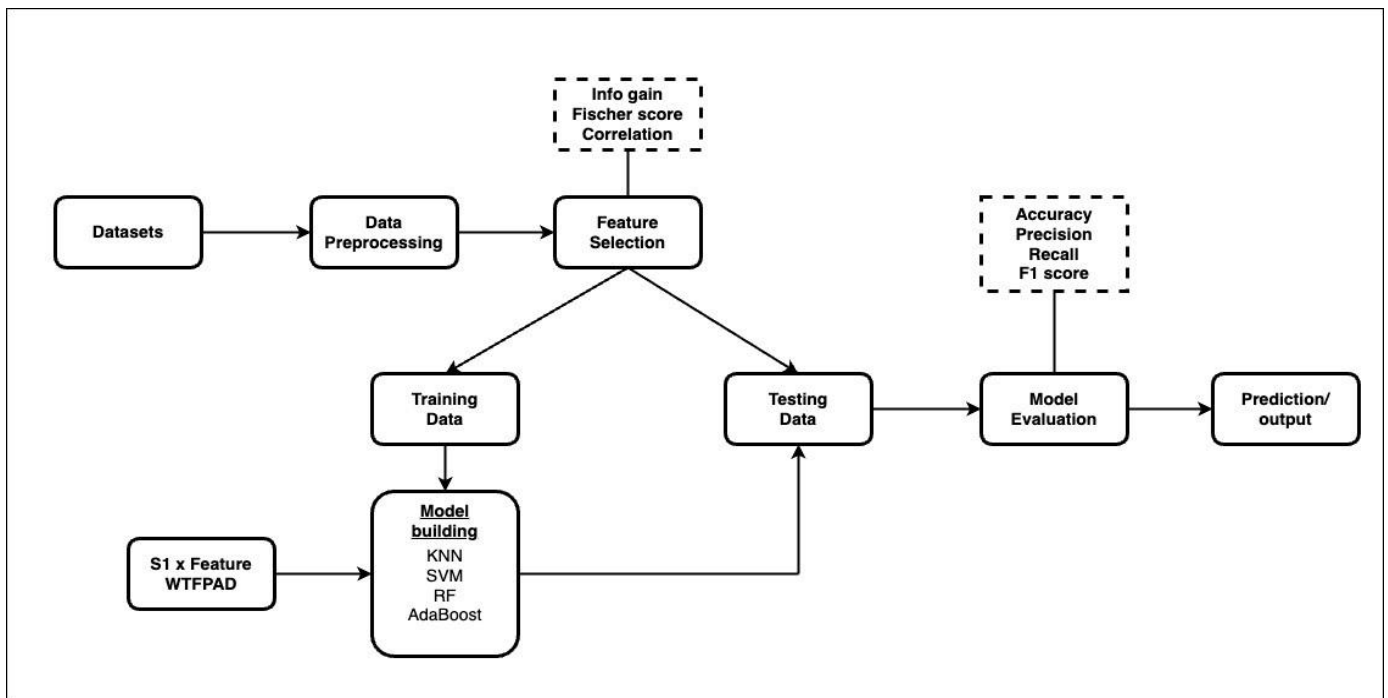 Info gain
Fischer score
Correlation
Datasets
Data
Preprocessing
Feature
Selection
Accuracy
Precision
Recall
F1 score
Training
Data
Testing
Data
Model
Evaluation
Prediction/
output
S1 x Feature
WTFPAD
Model
building
KNN
SVM
RF
AdaBoost